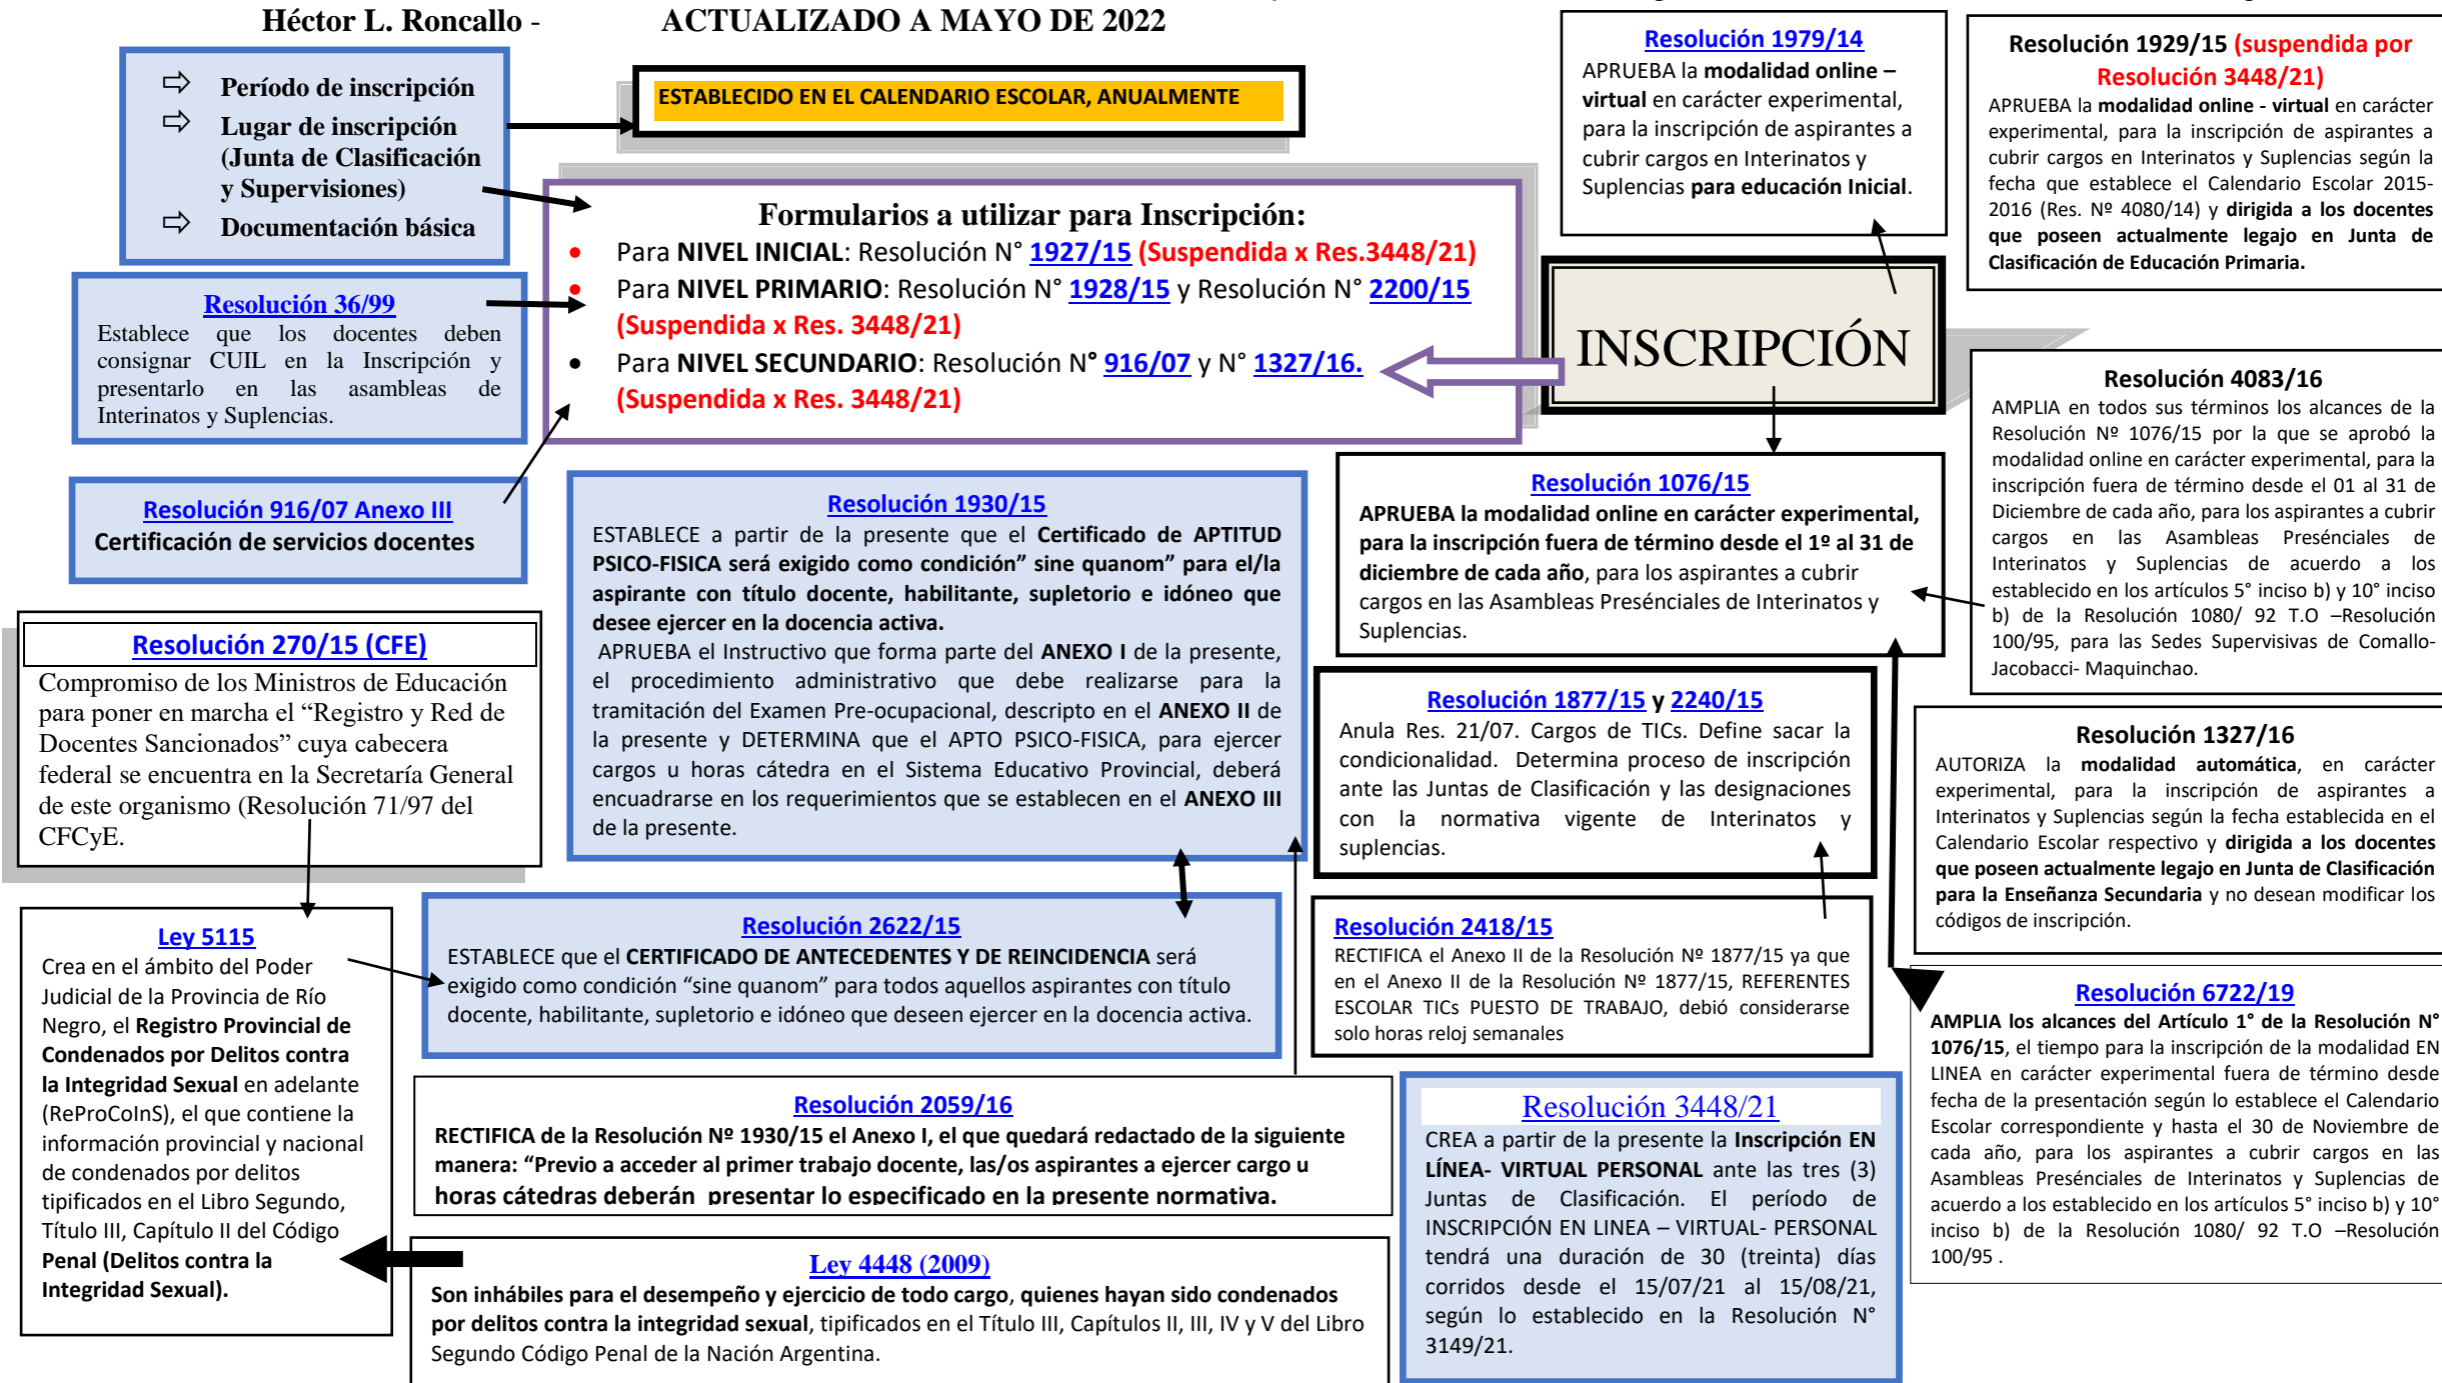 Héctor L. Roncallo - ACTUALIZADO A MAYO DE 2022
⇨ Período de inscripción
⇨ Lugar de inscripción
(Junta de Clasificación
y Supervisiones)
⇨ Documentación básica
ESTABLECIDO EN EL CALENDARIO ESCOLAR, ANUALMENTE
Formularios a utilizar para Inscripción:
• Para NIVEL INICIAL: Resolución N° 1927/15 (Suspendida x Res.3448/21)
• Para NIVEL PRIMARIO: Resolución N° 1928/15 y Resolución N° 2200/15
(Suspendida x Res. 3448/21)
• Para NIVEL SECUNDARIO: Resolución N° 916/07 y N° 1327/16.
(Suspendida x Res. 3448/21)
Resolución 1979/14
APRUEBA la modalidad online –
virtual en carácter experimental,
para la inscripción de aspirantes a
cubrir cargos en Interinatos y
Suplencias para educación Inicial.
Resolución 1929/15 (suspendida por
Resolución 3448/21)
APRUEBA la modalidad online - virtual en carácter
experimental, para la inscripción de aspirantes a
cubrir cargos en Interinatos y Suplencias según la
fecha que establece el Calendario Escolar 2015-
2016 (Res. Nº 4080/14) y dirigida a los docentes
que poseen actualmente legajo en Junta de
Clasificación de Educación Primaria.
INSCRIPCIÓN
Resolución 36/99
Establece que los docentes deben
consignar CUIL en la Inscripción y
presentarlo en las asambleas de
Interinatos y Suplencias.
Resolución 916/07 Anexo III
Certificación de servicios docentes
Resolución 1930/15
ESTABLECE a partir de la presente que el Certificado de APTITUD
PSICO-FISICA será exigido como condición” sine quanom” para el/la
aspirante con título docente, habilitante, supletorio e idóneo que
desee ejercer en la docencia activa.
APRUEBA el Instructivo que forma parte del ANEXO I de la presente,
el procedimiento administrativo que debe realizarse para la
tramitación del Examen Pre-ocupacional, descripto en el ANEXO II de
la presente y DETERMINA que el APTO PSICO-FISICA, para ejercer
cargos u horas cátedra en el Sistema Educativo Provincial, deberá
encuadrarse en los requerimientos que se establecen en el ANEXO III
de la presente.
Resolución 1076/15
APRUEBA la modalidad online en carácter experimental,
para la inscripción fuera de término desde el 1º al 31 de
diciembre de cada año, para los aspirantes a cubrir
cargos en las Asambleas Presénciales de Interinatos y
Suplencias.
Resolución 4083/16
AMPLIA en todos sus términos los alcances de la
Resolución Nº 1076/15 por la que se aprobó la
modalidad online en carácter experimental, para la
inscripción fuera de término desde el 01 al 31 de
Diciembre de cada año, para los aspirantes a cubrir
cargos en las Asambleas Presénciales de
Interinatos y Suplencias de acuerdo a los
establecido en los artículos 5° inciso b) y 10° inciso
b) de la Resolución 1080/ 92 T.O –Resolución
100/95, para las Sedes Supervisivas de Comallo-
Jacobacci- Maquinchao.
Resolución 270/15 (CFE)
Compromiso de los Ministros de Educación
para poner en marcha el “Registro y Red de
Docentes Sancionados” cuya cabecera
federal se encuentra en la Secretaría General
de este organismo (Resolución 71/97 del
CFCyE.
Resolución 1877/15 y 2240/15
Anula Res. 21/07. Cargos de TICs. Define sacar la
condicionalidad. Determina proceso de inscripción
ante las Juntas de Clasificación y las designaciones
con la normativa vigente de Interinatos y
suplencias.
Resolución 1327/16
AUTORIZA la modalidad automática, en carácter
experimental, para la inscripción de aspirantes a
Interinatos y Suplencias según la fecha establecida en el
Calendario Escolar respectivo y dirigida a los docentes
que poseen actualmente legajo en Junta de Clasificación
para la Enseñanza Secundaria y no desean modificar los
códigos de inscripción.
Ley 5115
Crea en el ámbito del Poder
Judicial de la Provincia de Río
Negro, el Registro Provincial de
Condenados por Delitos contra
la Integridad Sexual en adelante
(ReProCoInS), el que contiene la
información provincial y nacional
de condenados por delitos
tipificados en el Libro Segundo,
Título III, Capítulo II del Código
Penal (Delitos contra la
Integridad Sexual).
Resolución 2622/15
ESTABLECE que el CERTIFICADO DE ANTECEDENTES Y DE REINCIDENCIA será
exigido como condición “sine quanom” para todos aquellos aspirantes con título
docente, habilitante, supletorio e idóneo que deseen ejercer en la docencia activa.
Resolución 2418/15
RECTIFICA el Anexo II de la Resolución Nº 1877/15 ya que
en el Anexo II de la Resolución Nº 1877/15, REFERENTES
ESCOLAR TICs PUESTO DE TRABAJO, debió considerarse
solo horas reloj semanales
Resolución 6722/19
AMPLIA los alcances del Artículo 1° de la Resolución N°
1076/15, el tiempo para la inscripción de la modalidad EN
LINEA en carácter experimental fuera de término desde
fecha de la presentación según lo establece el Calendario
Escolar correspondiente y hasta el 30 de Noviembre de
cada año, para los aspirantes a cubrir cargos en las
Asambleas Presénciales de Interinatos y Suplencias de
acuerdo a los establecido en los artículos 5° inciso b) y 10°
inciso b) de la Resolución 1080/ 92 T.O –Resolución
100/95 .
Resolución 2059/16
RECTIFICA de la Resolución Nº 1930/15 el Anexo I, el que quedará redactado de la siguiente
manera: “Previo a acceder al primer trabajo docente, las/os aspirantes a ejercer cargo u
horas cátedras deberán presentar lo especificado en la presente normativa.
Resolución 3448/21
CREA a partir de la presente la Inscripción EN
LÍNEA- VIRTUAL PERSONAL ante las tres (3)
Juntas de Clasificación. El período de
INSCRIPCIÓN EN LINEA – VIRTUAL- PERSONAL
tendrá una duración de 30 (treinta) días
corridos desde el 15/07/21 al 15/08/21,
según lo establecido en la Resolución N°
3149/21.
Ley 4448 (2009)
Son inhábiles para el desempeño y ejercicio de todo cargo, quienes hayan sido condenados
por delitos contra la integridad sexual, tipificados en el Título III, Capítulos II, III, IV y V del Libro
Segundo Código Penal de la Nación Argentina.